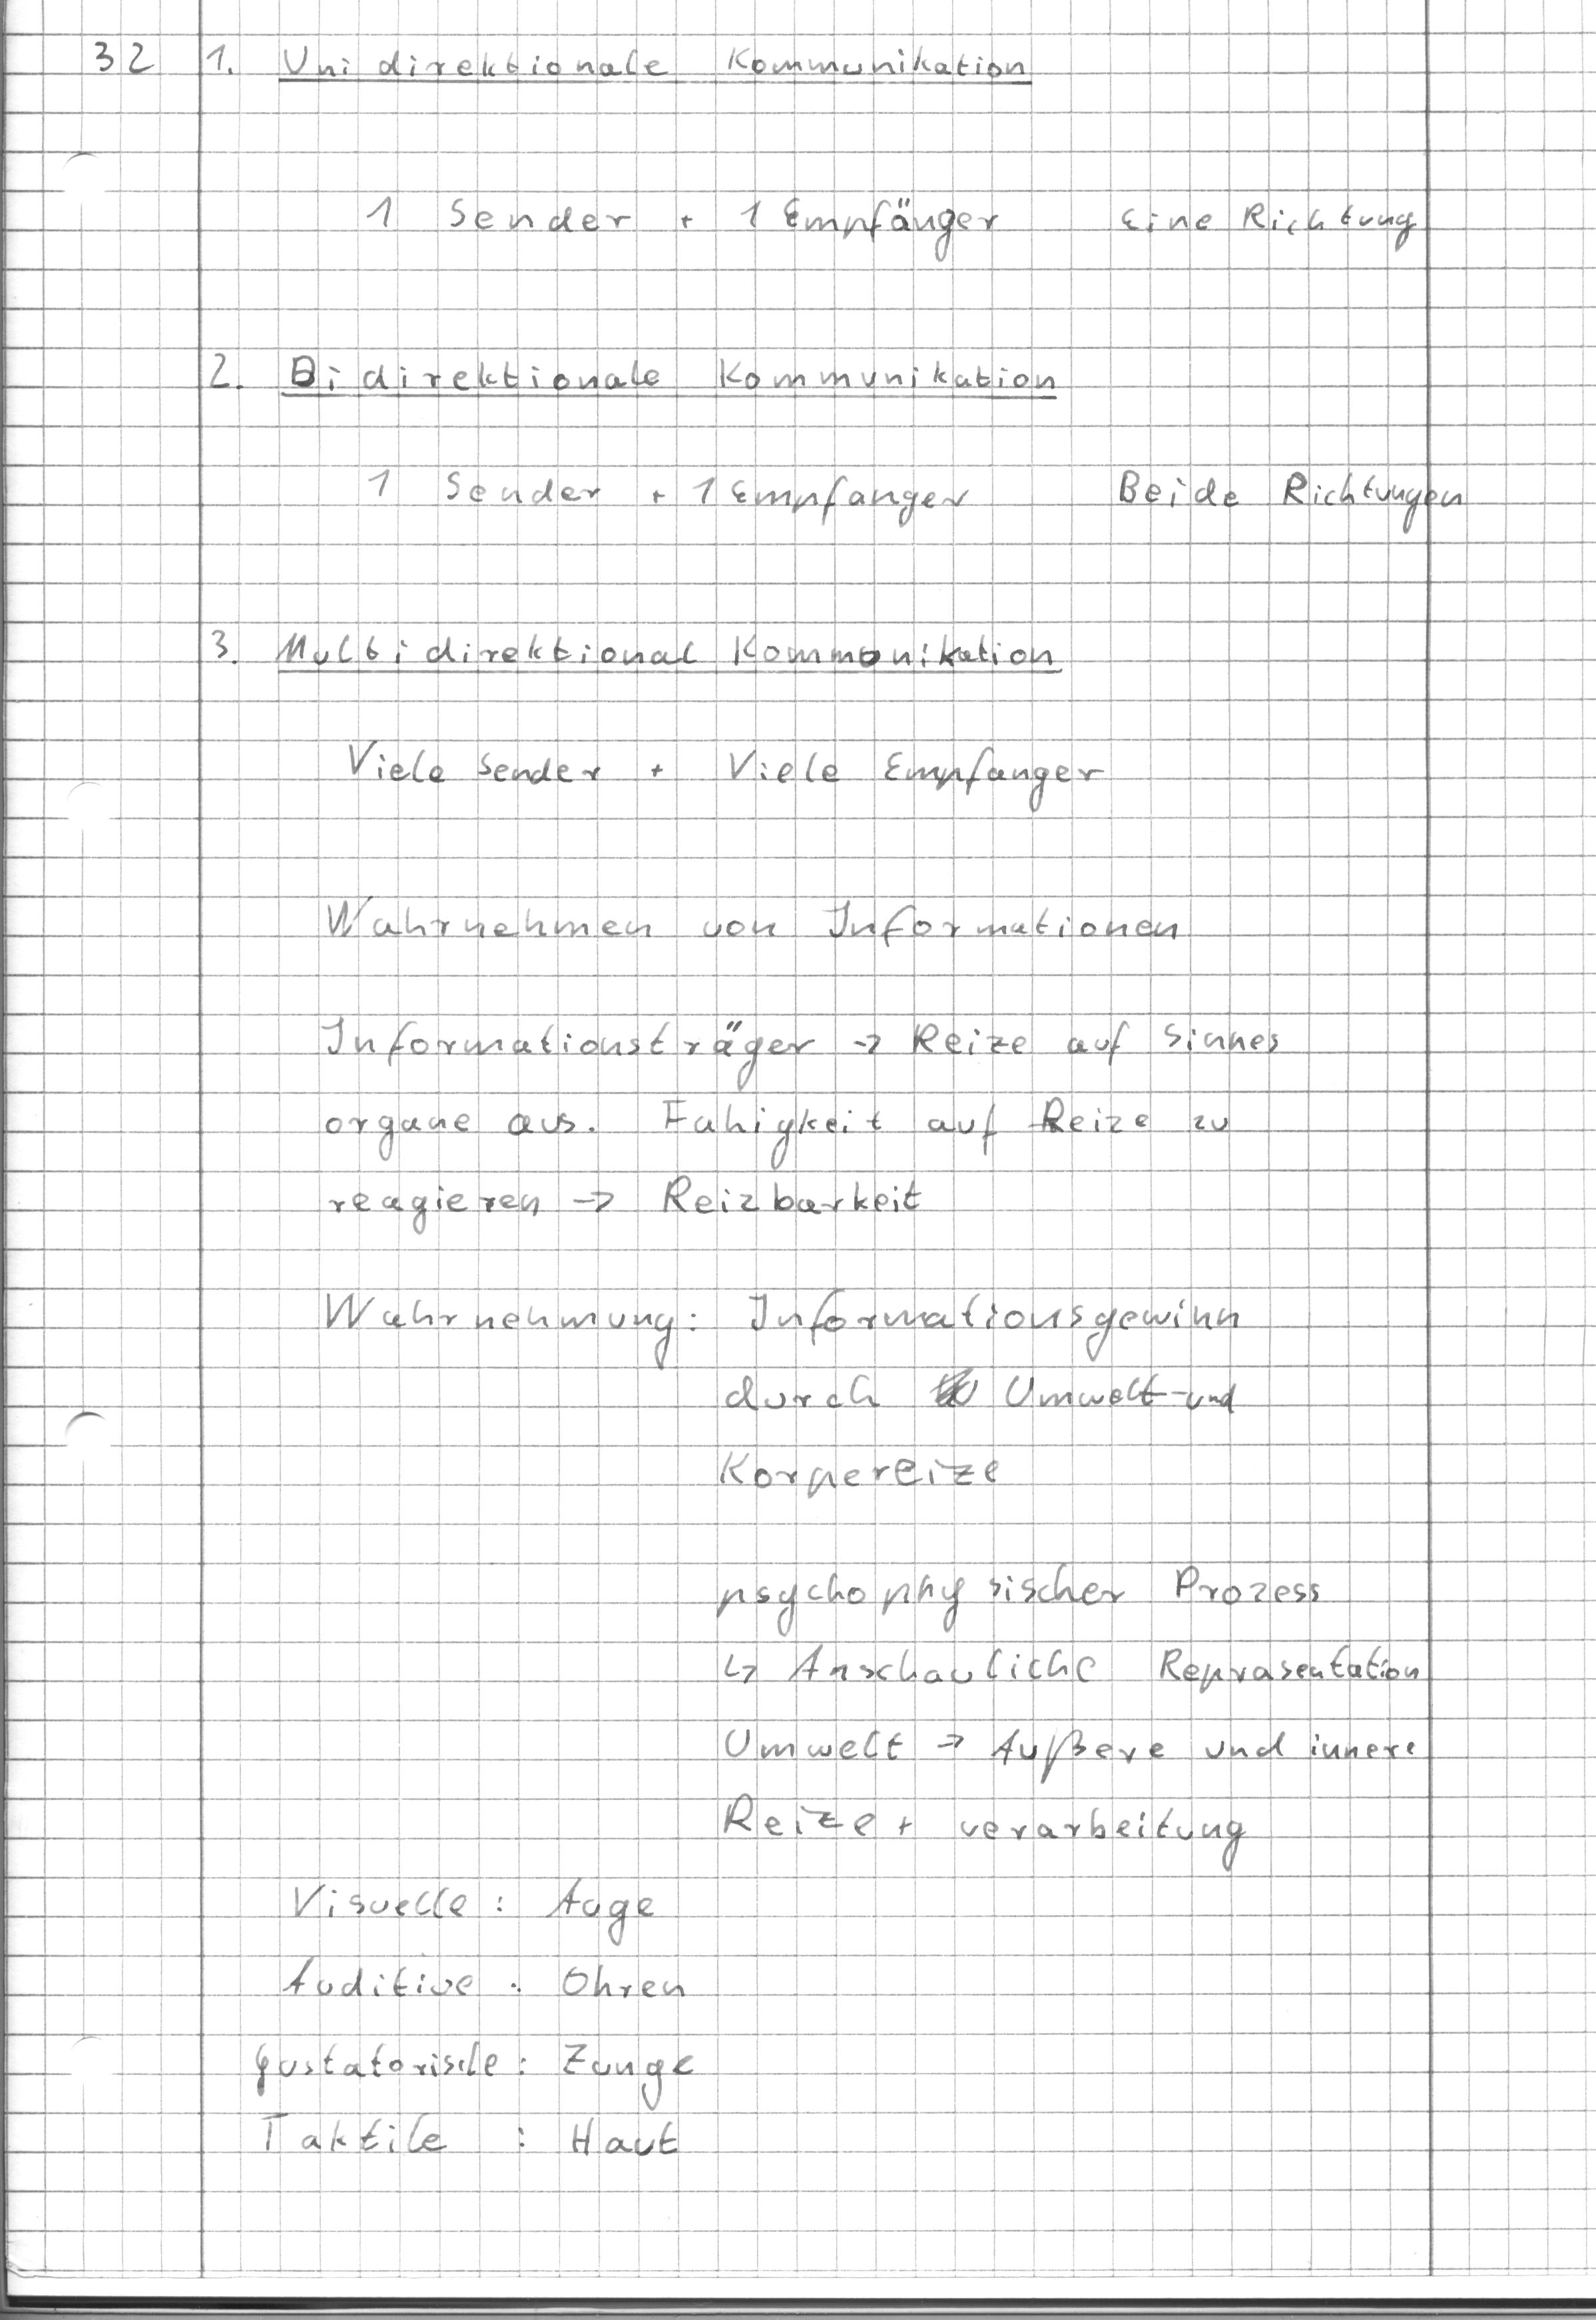 32 1. Unidirektionale Kommunikation
1 Sender + 1 Empfänger Eine Richtung
2. Bidirektionale Kommunikation
1 Sender + 1 Empfanger Beide Richtungen
3. Multidirektional Kommunikation
Viele Sender + Viele Empfanger
Wahrnehmen von Informationen
Informationsträger → Reize auf Sinnes
organe aus. Fahigkeit auf Reize zu
reagieren → Reizbarkeit
Wahrnehmung: Informationsgewinn
durch Umwelt-und
Korpereize
psychophysischer Prozess
↳ Anschauliche Reprasentation
Umwelt → Außere und innere
Reize + verarbeitung
Visuelle : Auge
Auditive : Ohren
gustatorische : Zunge
Taktile : Haut